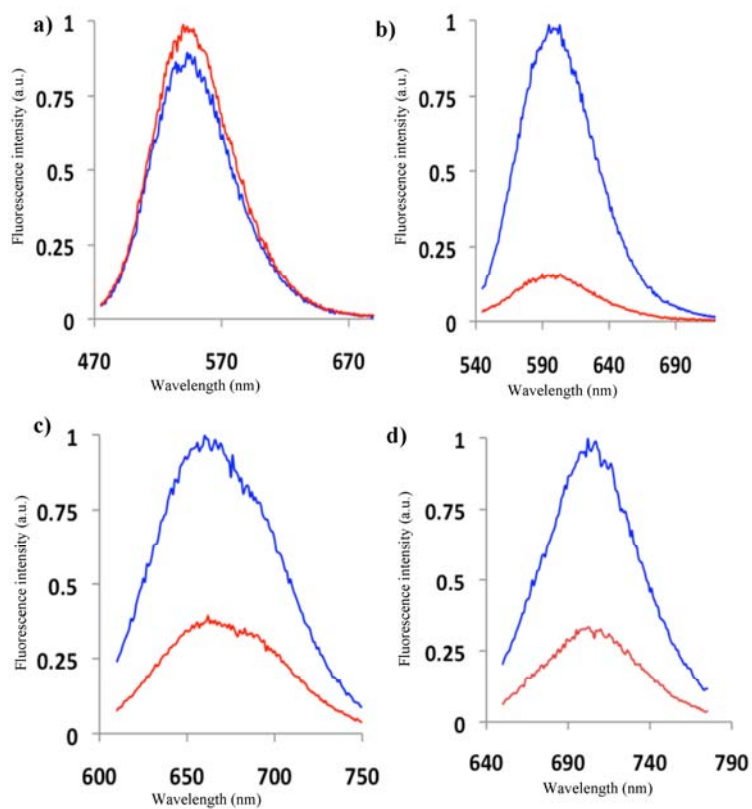 a)
Fluorescence intensity (a.u.)
1
0.75
0.5
0.25
0
470 570 670
Wavelength (nm)
b)
Fluorescence intensity (a.u.)
1
0.75
0.5
0.25
0
540 590 640 690
Wavelength (nm)
c)
Fluorescence intensity (a.u.)
1
0.75
0.5
0.25
0
600 650 700 750
Wavelength (nm)
d)
Fluorescence intensity (a.u.)
1
0.75
0.5
0.25
0
640 690 740 790
Wavelength (nm)